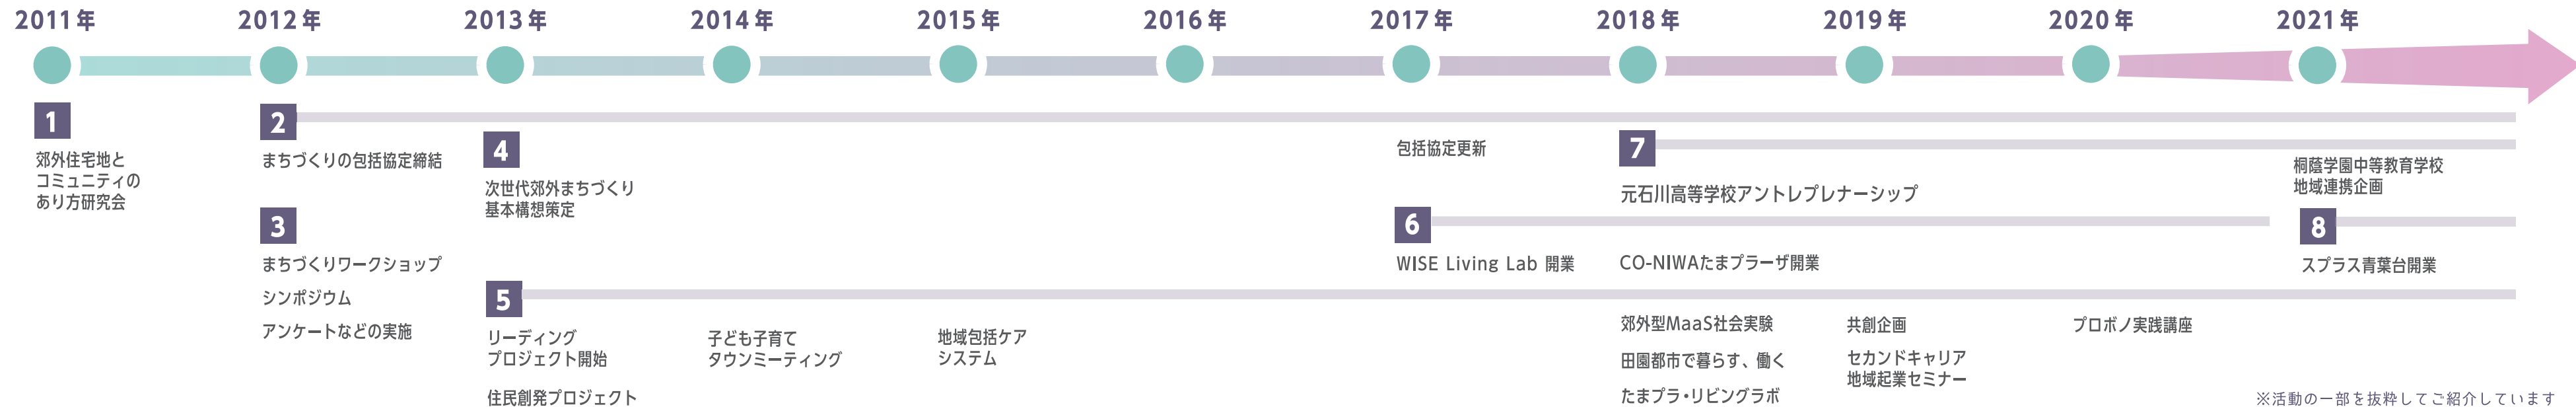 2011年
2012年
2013年
2014年
2015年
2016年
2017年
2018年
2019年
2020年
2021年
1
郊外住宅地と
コミュニティの
あり方研究会
2
まちづくりの包括協定締結
3
まちづくりワークショップ
シンポジウム
アンケートなどの実施
4
次世代郊外まちづくり
基本構想策定
5
リーディング
プロジェクト開始
住民創発プロジェクト
子ども子育て
タウンミーティング
地域包括ケア
システム
包括協定更新
6
WISE Living Lab 開業
7
元石川高等学校アントレプレナーシップ
CO-NIWAたまプラーザ開業
郊外型MaaS社会実験
田園都市で暮らす、働く
たまプラ・リビングラボ
共創企画
セカンドキャリア
地域起業セミナー
プロボノ実践講座
桐蔭学園中等教育学校
地域連携企画
8
スプラス青葉台開業
※活動の一部を抜粋してご紹介しています